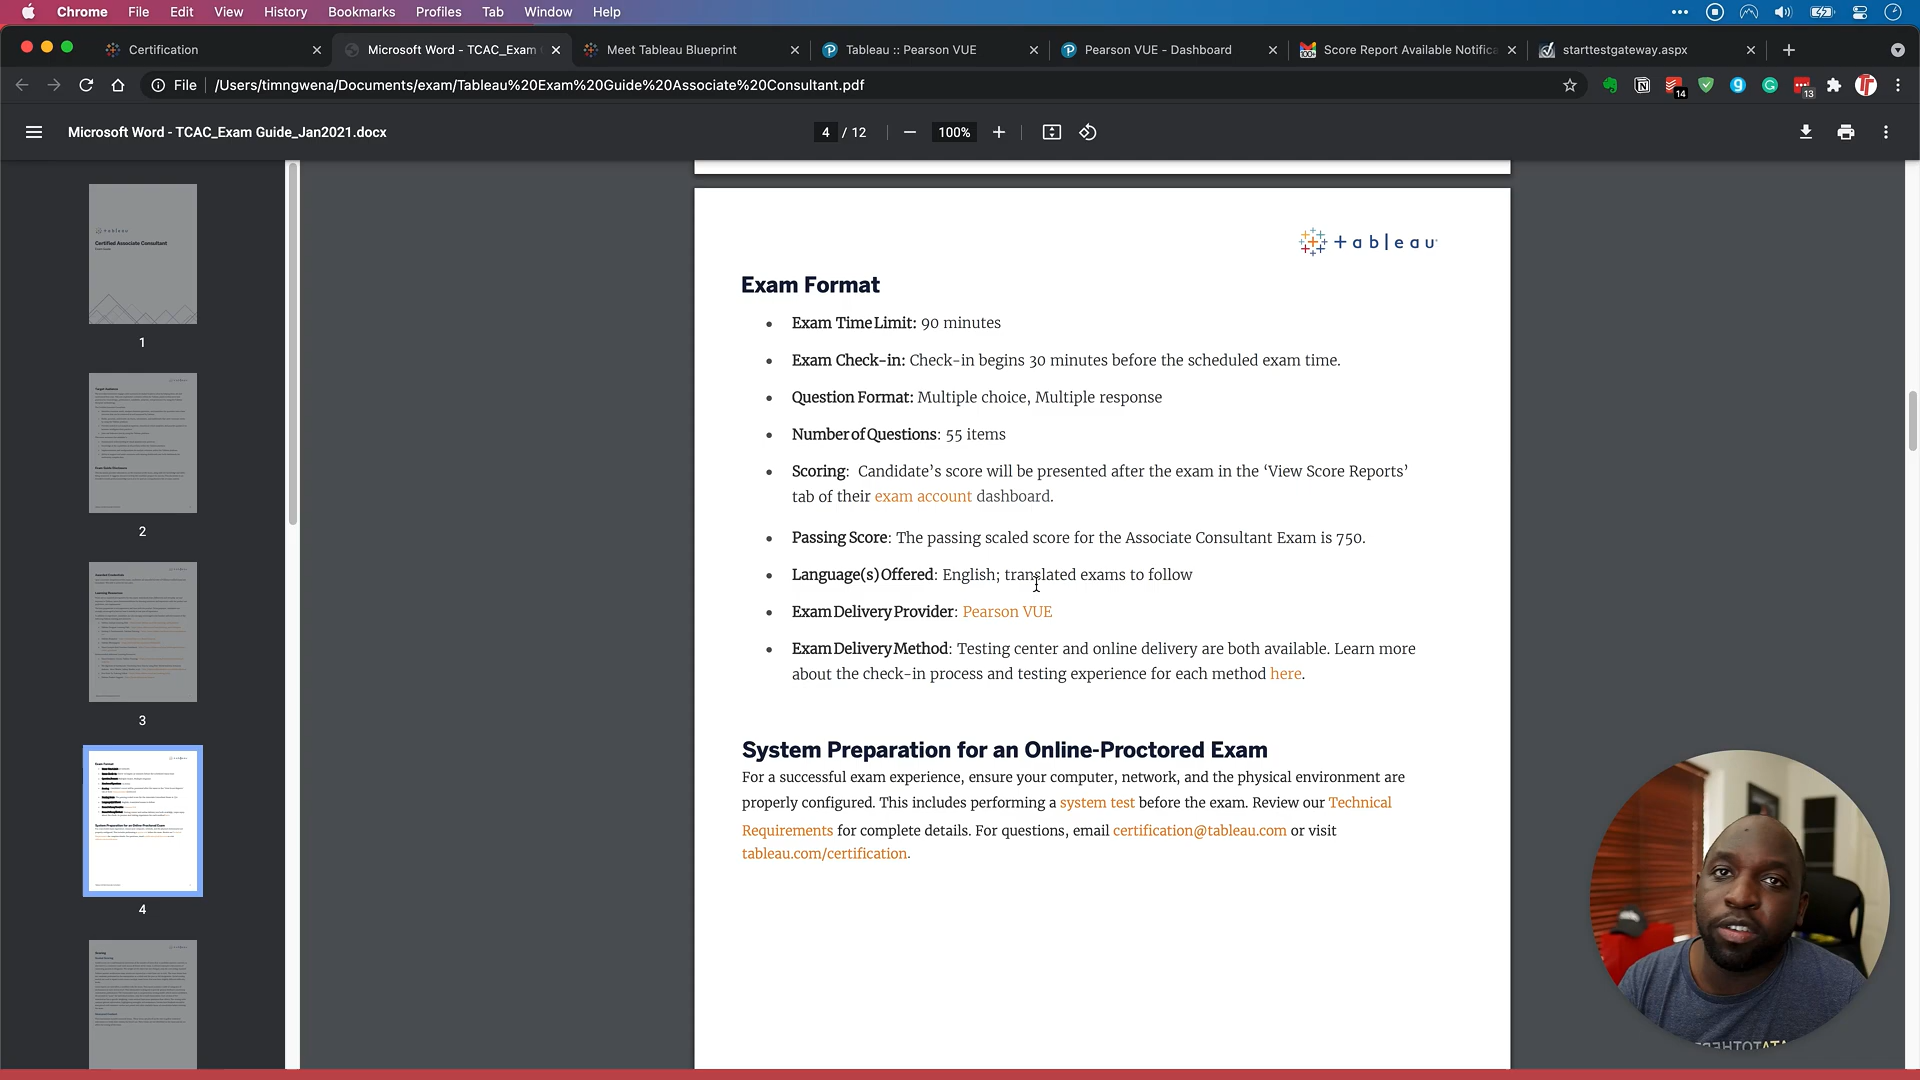 Chrome File Edit View History Bookmarks Profiles Tab Window Help
Certification
Microsoft Word - TCAC_Exam
Meet Tableau Blueprint
Tableau :: Pearson VUE
Pearson VUE - Dashboard
Score Report Available Notifica
starttestgateway.aspx
File /Users/timngwena/Documents/exam/Tableau%20Exam%20Guide%20Associate%20Consultant.pdf
14
13
Microsoft Word - TCAC_Exam Guide_Jan2021.docx
4 / 12
100%
tableau
Certified Associate Consultant
1
2
3
4
+ableau
Exam Format
• Exam Time Limit: 90 minutes
• Exam Check-in: Check-in begins 30 minutes before the scheduled exam time.
• Question Format: Multiple choice, Multiple response
• Number of Questions: 55 items
• Scoring: Candidate’s score will be presented after the exam in the ‘View Score Reports’
tab of their exam account dashboard.
• Passing Score: The passing scaled score for the Associate Consultant Exam is 750.
• Language(s) Offered: English; translated exams to follow
• Exam Delivery Provider: Pearson VUE
• Exam Delivery Method: Testing center and online delivery are both available. Learn more
about the check-in process and testing experience for each method here.
System Preparation for an Online-Proctored Exam
For a successful exam experience, ensure your computer, network, and the physical environment are
properly configured. This includes performing a system test before the exam. Review our Technical
Requirements for complete details. For questions, email certification@tableau.com or visit
tableau.com/certification.